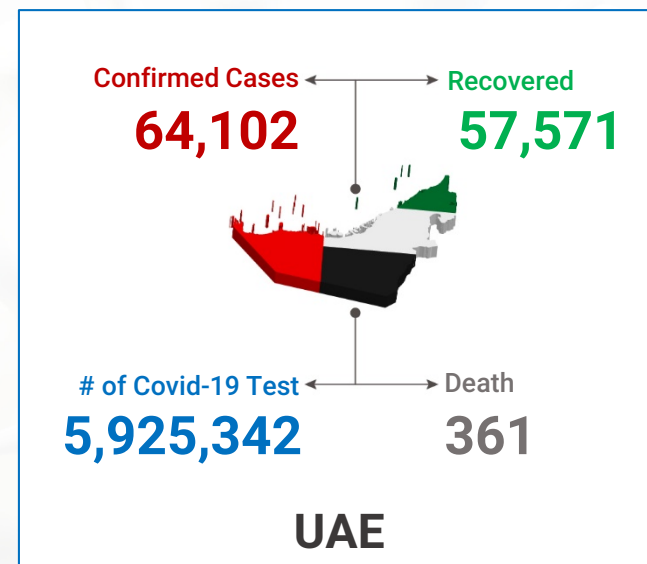 Confirmed Cases
Recovered
64,102
57,571
# of Covid-19 Test
Death
5,925,342
361
UAE